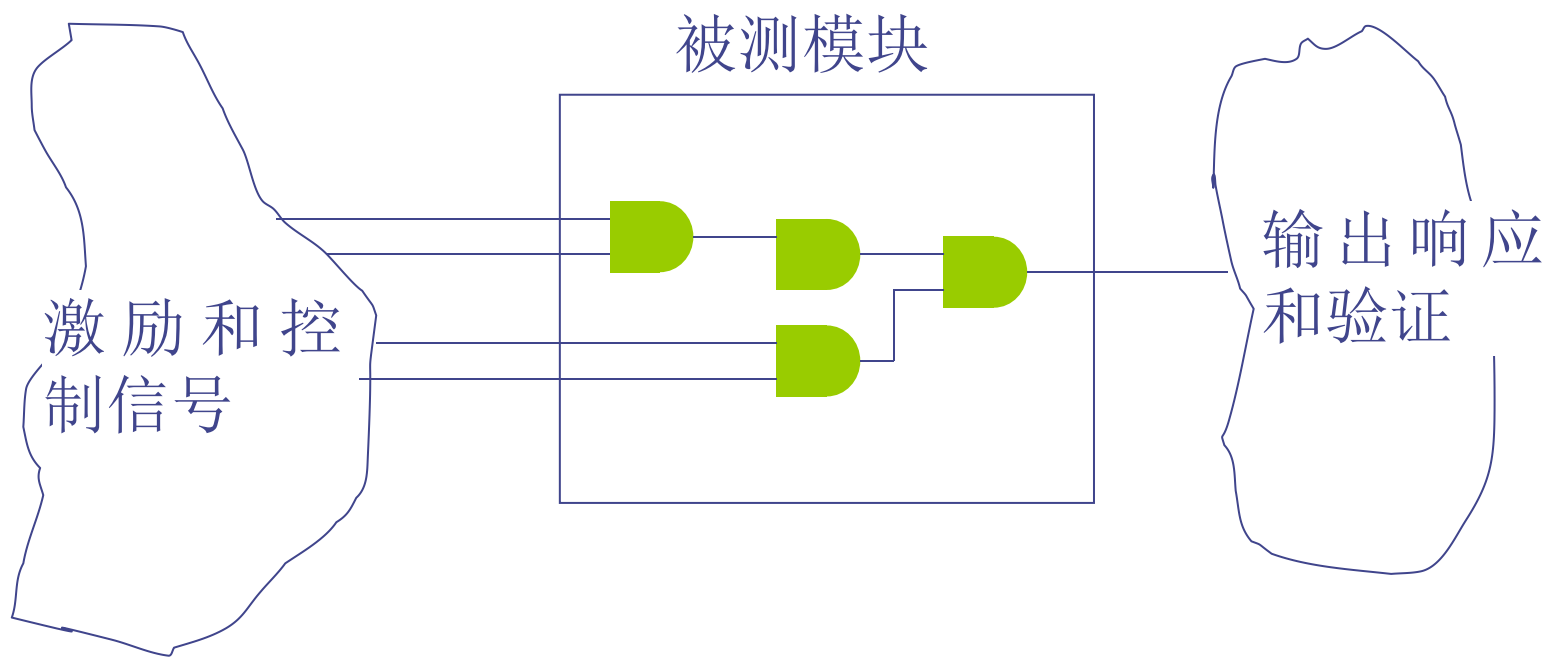 被测模块
激励和控
制信号
输出响应
和验证